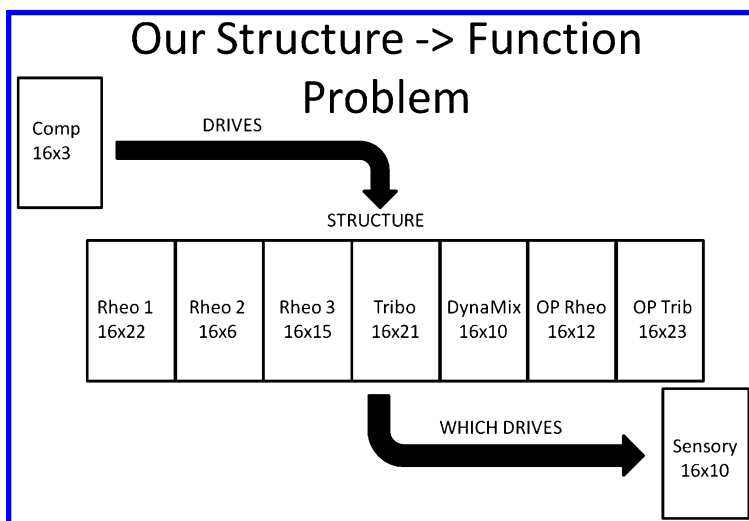 Our Structure -> Function
Problem
Comp
16x3
DRIVES
STRUCTURE
Rheo 1
16x22
Rheo 2
16x6
Rheo 3
16x15
Tribo
16x21
DynaMix
16x10
OP Rheo
16x12
OP Trib
16x23
WHICH DRIVES
Sensory
16x10